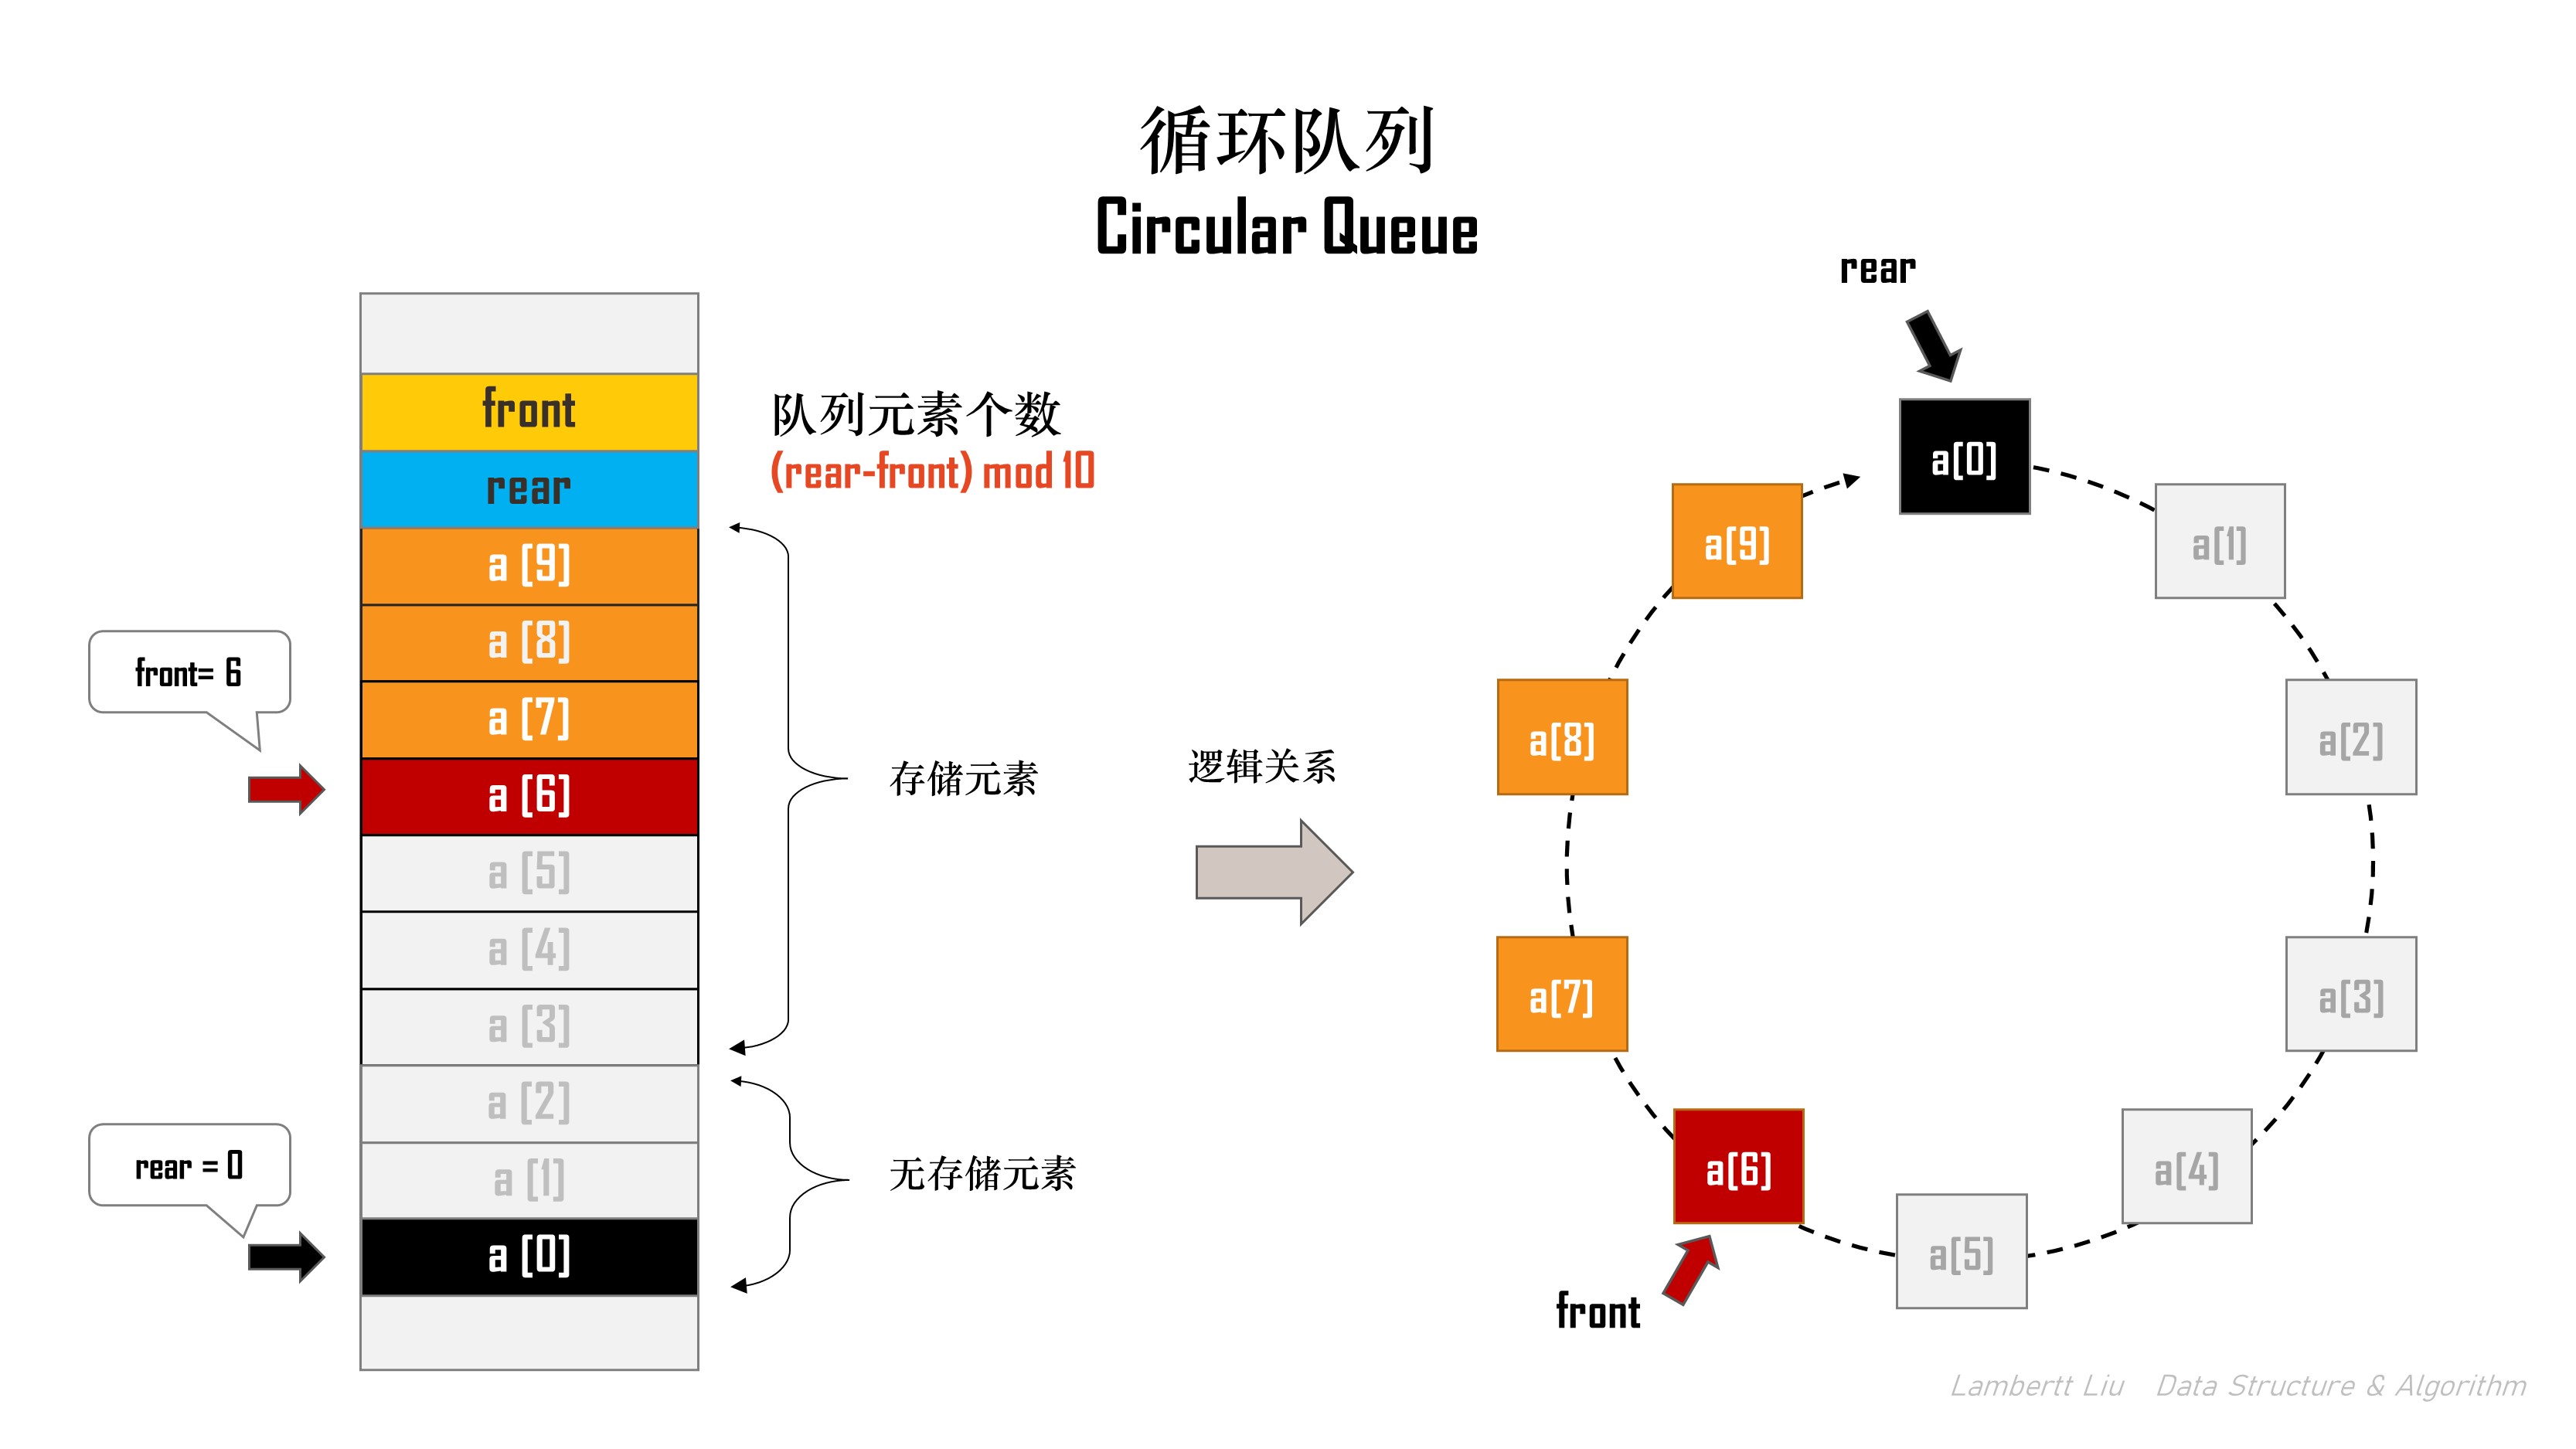 循环队列
Circular Queue
front
rear
a [9]
a [8]
a [7]
a [6]
a [5]
a [4]
a [3]
a [2]
a [1]
a [0]
front= 6
rear = 0
队列元素个数
(rear-front) mod 10
存储元素
无存储元素
逻辑关系
rear
a[0]
a[1]
a[2]
a[3]
a[4]
a[5]
a[6]
a[7]
a[8]
a[9]
front
Lambertt Liu Data Structure & Algorithm